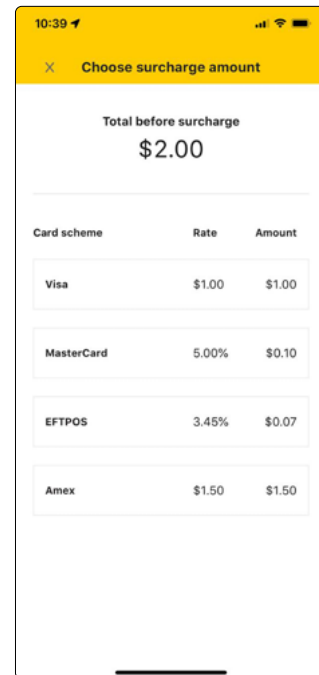 10:39
Choose surcharge amount
Total before surcharge
$2.00
Card scheme Rate Amount
Visa $1.00 $1.00
MasterCard 5.00% $0.10
EFTPOS 3.45% $0.07
Amex $1.50 $1.50